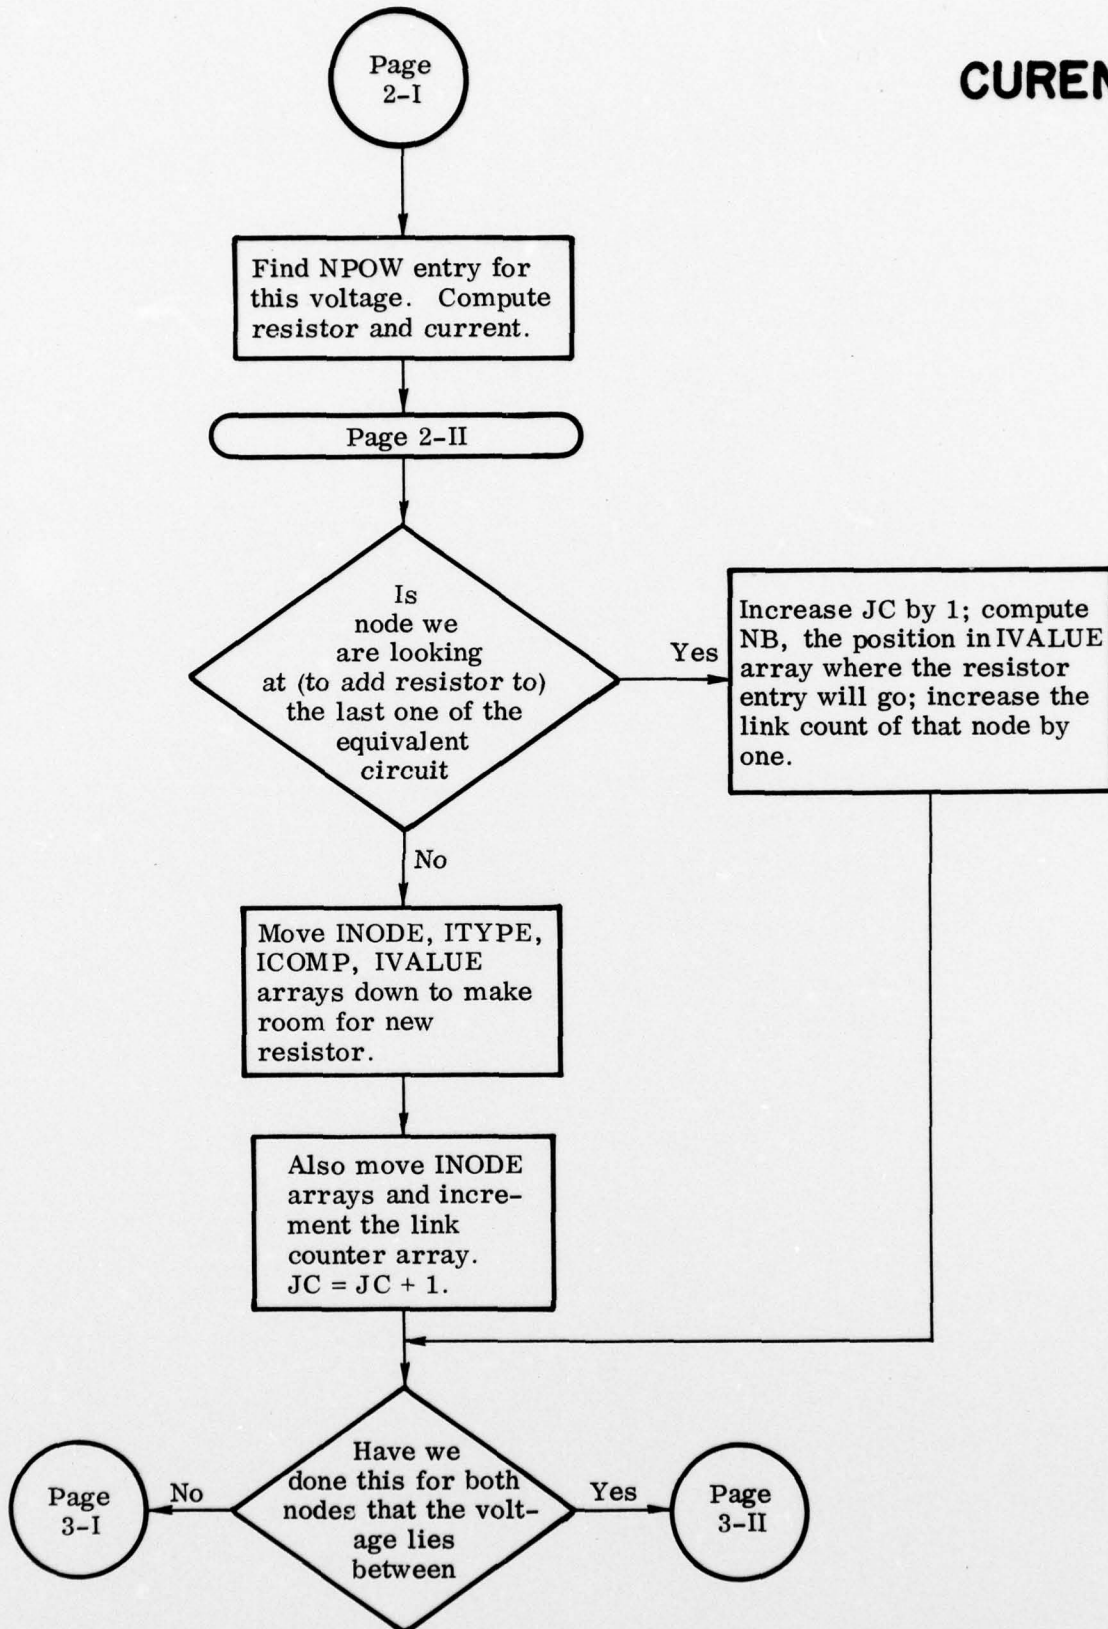 Page
2-I
CUREN
Find NPOW entry for
this voltage. Compute
resistor and current.
Page 2-II
Is
node we
are looking
at (to add resistor to)
the last one of the
equivalent
circuit
Yes
Increase JC by 1; compute
NB, the position in IVALUE
array where the resistor
entry will go; increase the
link count of that node by
one.
No
Move INODE, ITYPE,
ICOMP, IVALUE
arrays down to make
room for new
resistor.
Also move INODE
arrays and incre-
ment the link
counter array.
JC = JC + 1.
Have we
done this for both
nodes that the volt-
age lies
between
No
Page
3-I
Yes
Page
3-II